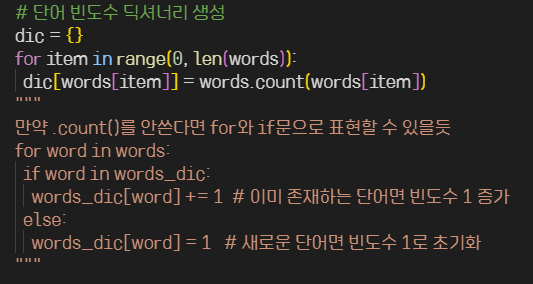 # 단어 빈도수 딕셔너리 생성
dic = {}
for item in range(0, len(words)):
 dic[words[item]] = words.count(words[item])
"""
만약 .count()를 안쓴다면 for와 if문으로 표현할 수 있을듯
for word in words:
 if word in words_dic:
  words_dic[word] += 1  # 이미 존재하는 단어면 빈도수 1 증가
 else:
  words_dic[word] = 1   # 새로운 단어면 빈도수 1로 초기화
"""